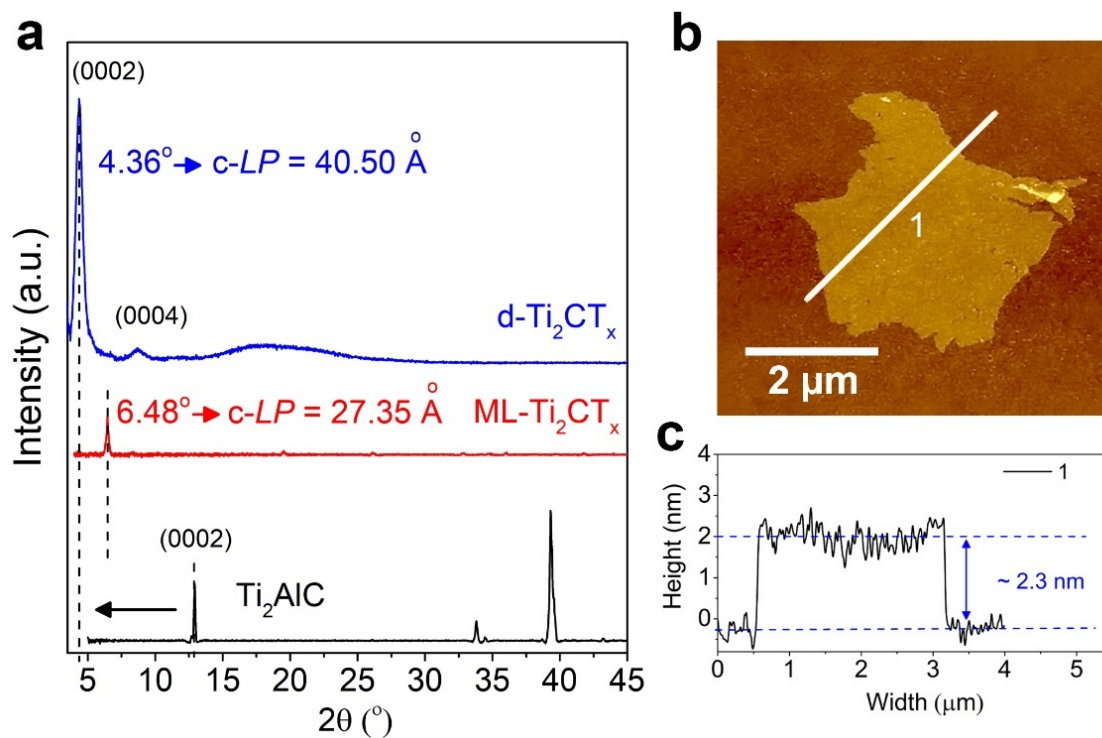 a
(0002)
4.36° → c-LP = 40.50 Å
(0004)
d-Ti₂CTₓ
6.48° → c-LP = 27.35 Å ML-Ti₂CTₓ
(0002)
Ti₂AlC
Intensity (a.u.)
5 10 15 20 25 30 35 40 45
2θ (°)
b
1
2 μm
c
4
3
2
1
0
Height (nm)
1
~ 2.3 nm
0 1 2 3 4 5
Width (μm)